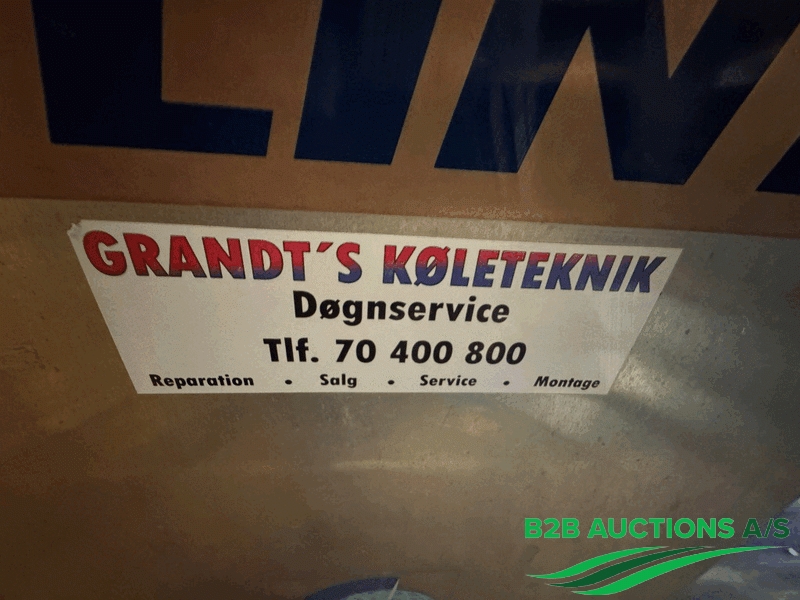 GRANDT´S KØLETEKNIK
Døgnservice
Tlf. 70 400 800
Reparation • Salg • Service • Montage
B2B AUCTIONS A/S